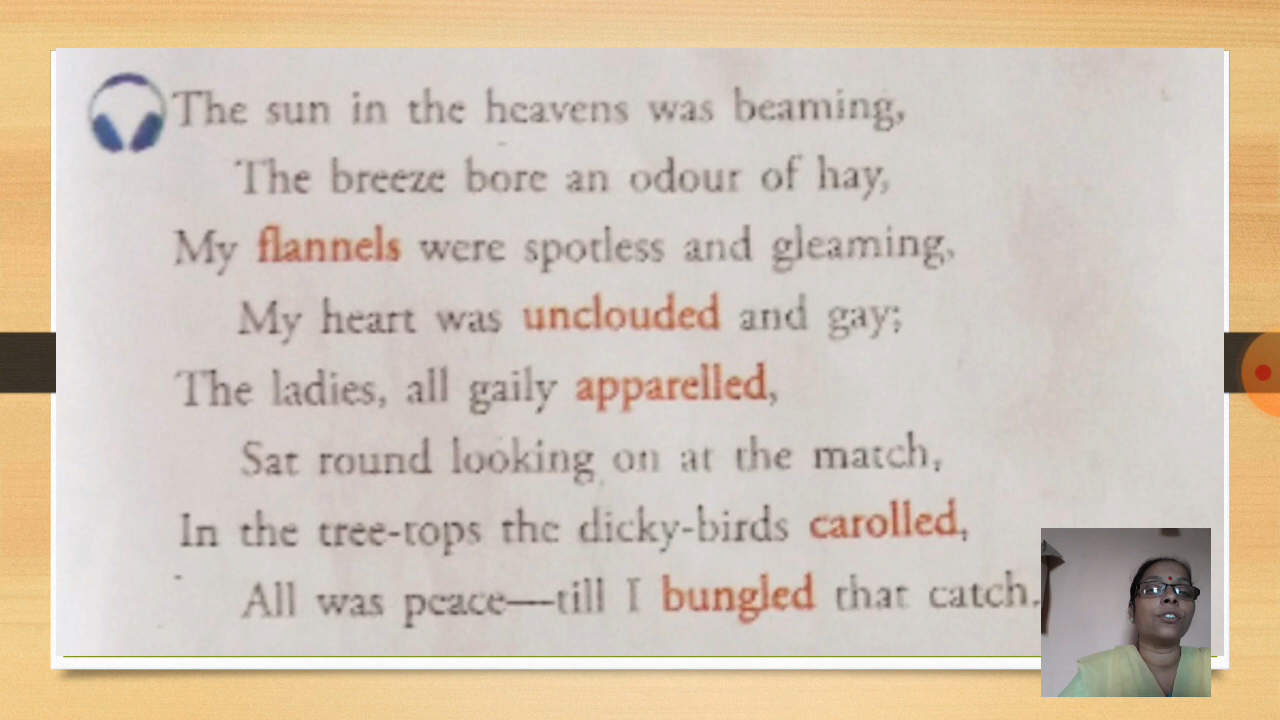 The sun in the heavens was beaming,
The breeze bore an odour of hay,
My flannels were spotless and gleaming,
My heart was unclouded and gay;
The ladies, all gaily apparelled,
Sat round looking on at the match,
In the tree-tops the dicky-birds carolled,
All was peace—till I bungled that catch.